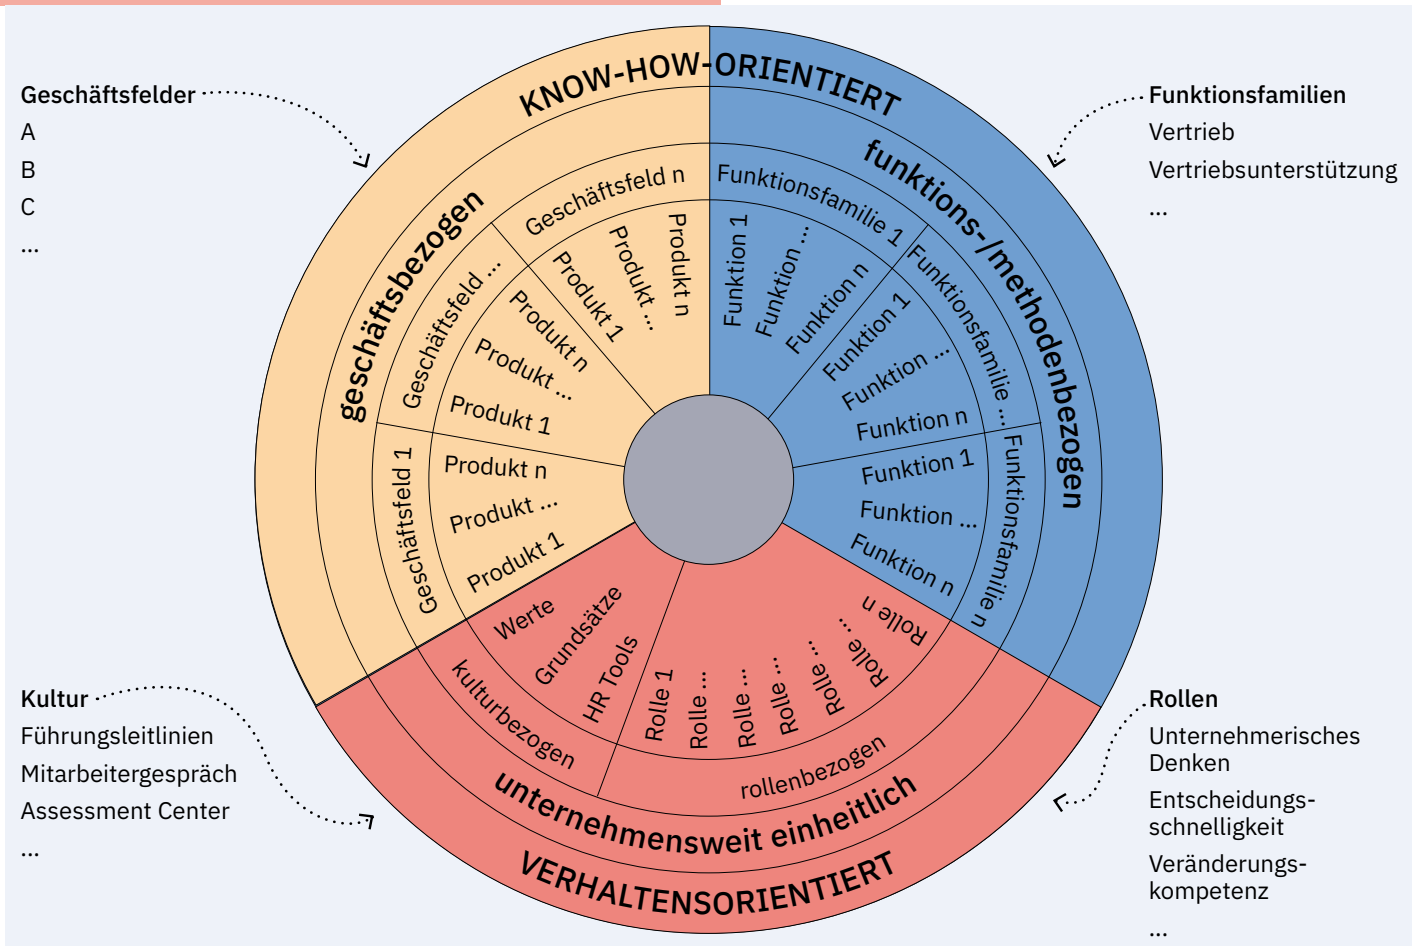 Geschäftsfelder
A
B
C
...
Funktionsfamilien
Vertrieb
Vertriebsunterstützung
...
KNOW-HOW-ORIENTIERT
geschäftsbezogen
Geschäftsfeld 1
Produkt 1
Produkt ...
Produkt n
Geschäftsfeld ...
Produkt 1
Produkt ...
Produkt n
Geschäftsfeld n
Produkt 1
Produkt ...
Produkt n
funktions-/methodenbezogen
Funktionsfamilie 1
Funktion 1
Funktion ...
Funktion n
Funktionsfamilie ...
Funktion 1
Funktion ...
Funktion n
Funktionsfamilie n
Funktion 1
Funktion ...
Funktion n
Werte
Grundsätze
HR Tools
kulturbezogen
Rolle 1
Rolle ...
Rolle ...
Rolle ...
Rolle ...
Rolle ...
Rolle n
rollenbezogen
unternehmensweit einheitlich
VERHALTENSORIENTIERT
Kultur
Führungsleitlinien
Mitarbeitergespräch
Assessment Center
...
Rollen
Unternehmerisches
Denken
Entscheidungs-
schnelligkeit
Veränderungs-
kompetenz
...